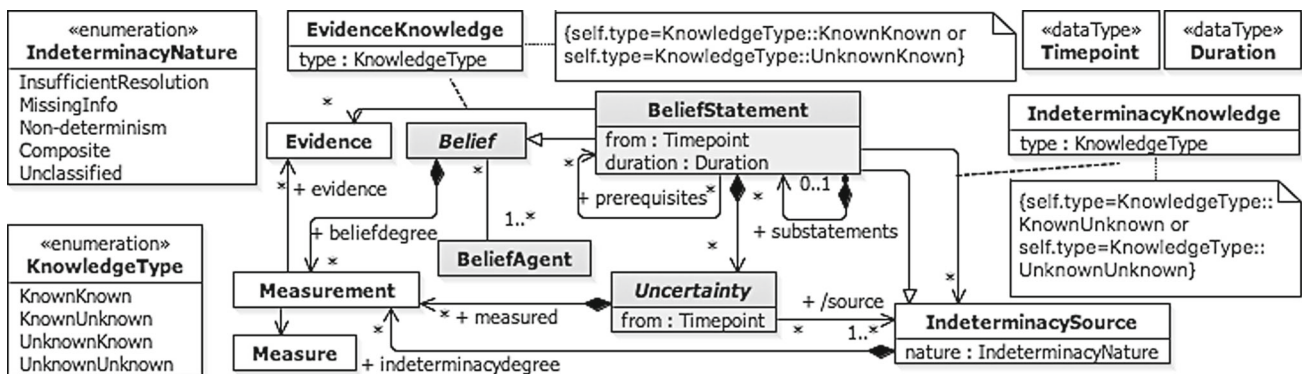 «enumeration»
IndeterminacyNature
InsufficientResolution
MissingInfo
Non-determinism
Composite
Unclassified
EvidenceKnowledge
type : KnowledgeType
{self.type=KnowledgeType::KnownKnown or
self.type=KnowledgeType::UnknownKnown}
«dataType»
Timepoint
«dataType»
Duration
IndeterminacyKnowledge
type : KnowledgeType
{self.type=KnowledgeType::
KnownUnknown or
self.type=KnowledgeType::
UnknownUnknown}
*
Evidence
Belief
BeliefStatement
from : Timepoint
duration : Duration
* + evidence
*
1..*
* *
+ prerequisites
*
*
0..1 *
+ substatements
+ beliefdegree
*
BeliefAgent
«enumeration»
KnowledgeType
KnownKnown
KnownUnknown
UnknownKnown
UnknownUnknown
Measurement
* + measured
Uncertainty
from : Timepoint
+ /source
* 1..*
*
IndeterminacySource
nature : IndeterminacyNature
Measure
*
+ indeterminacydegree